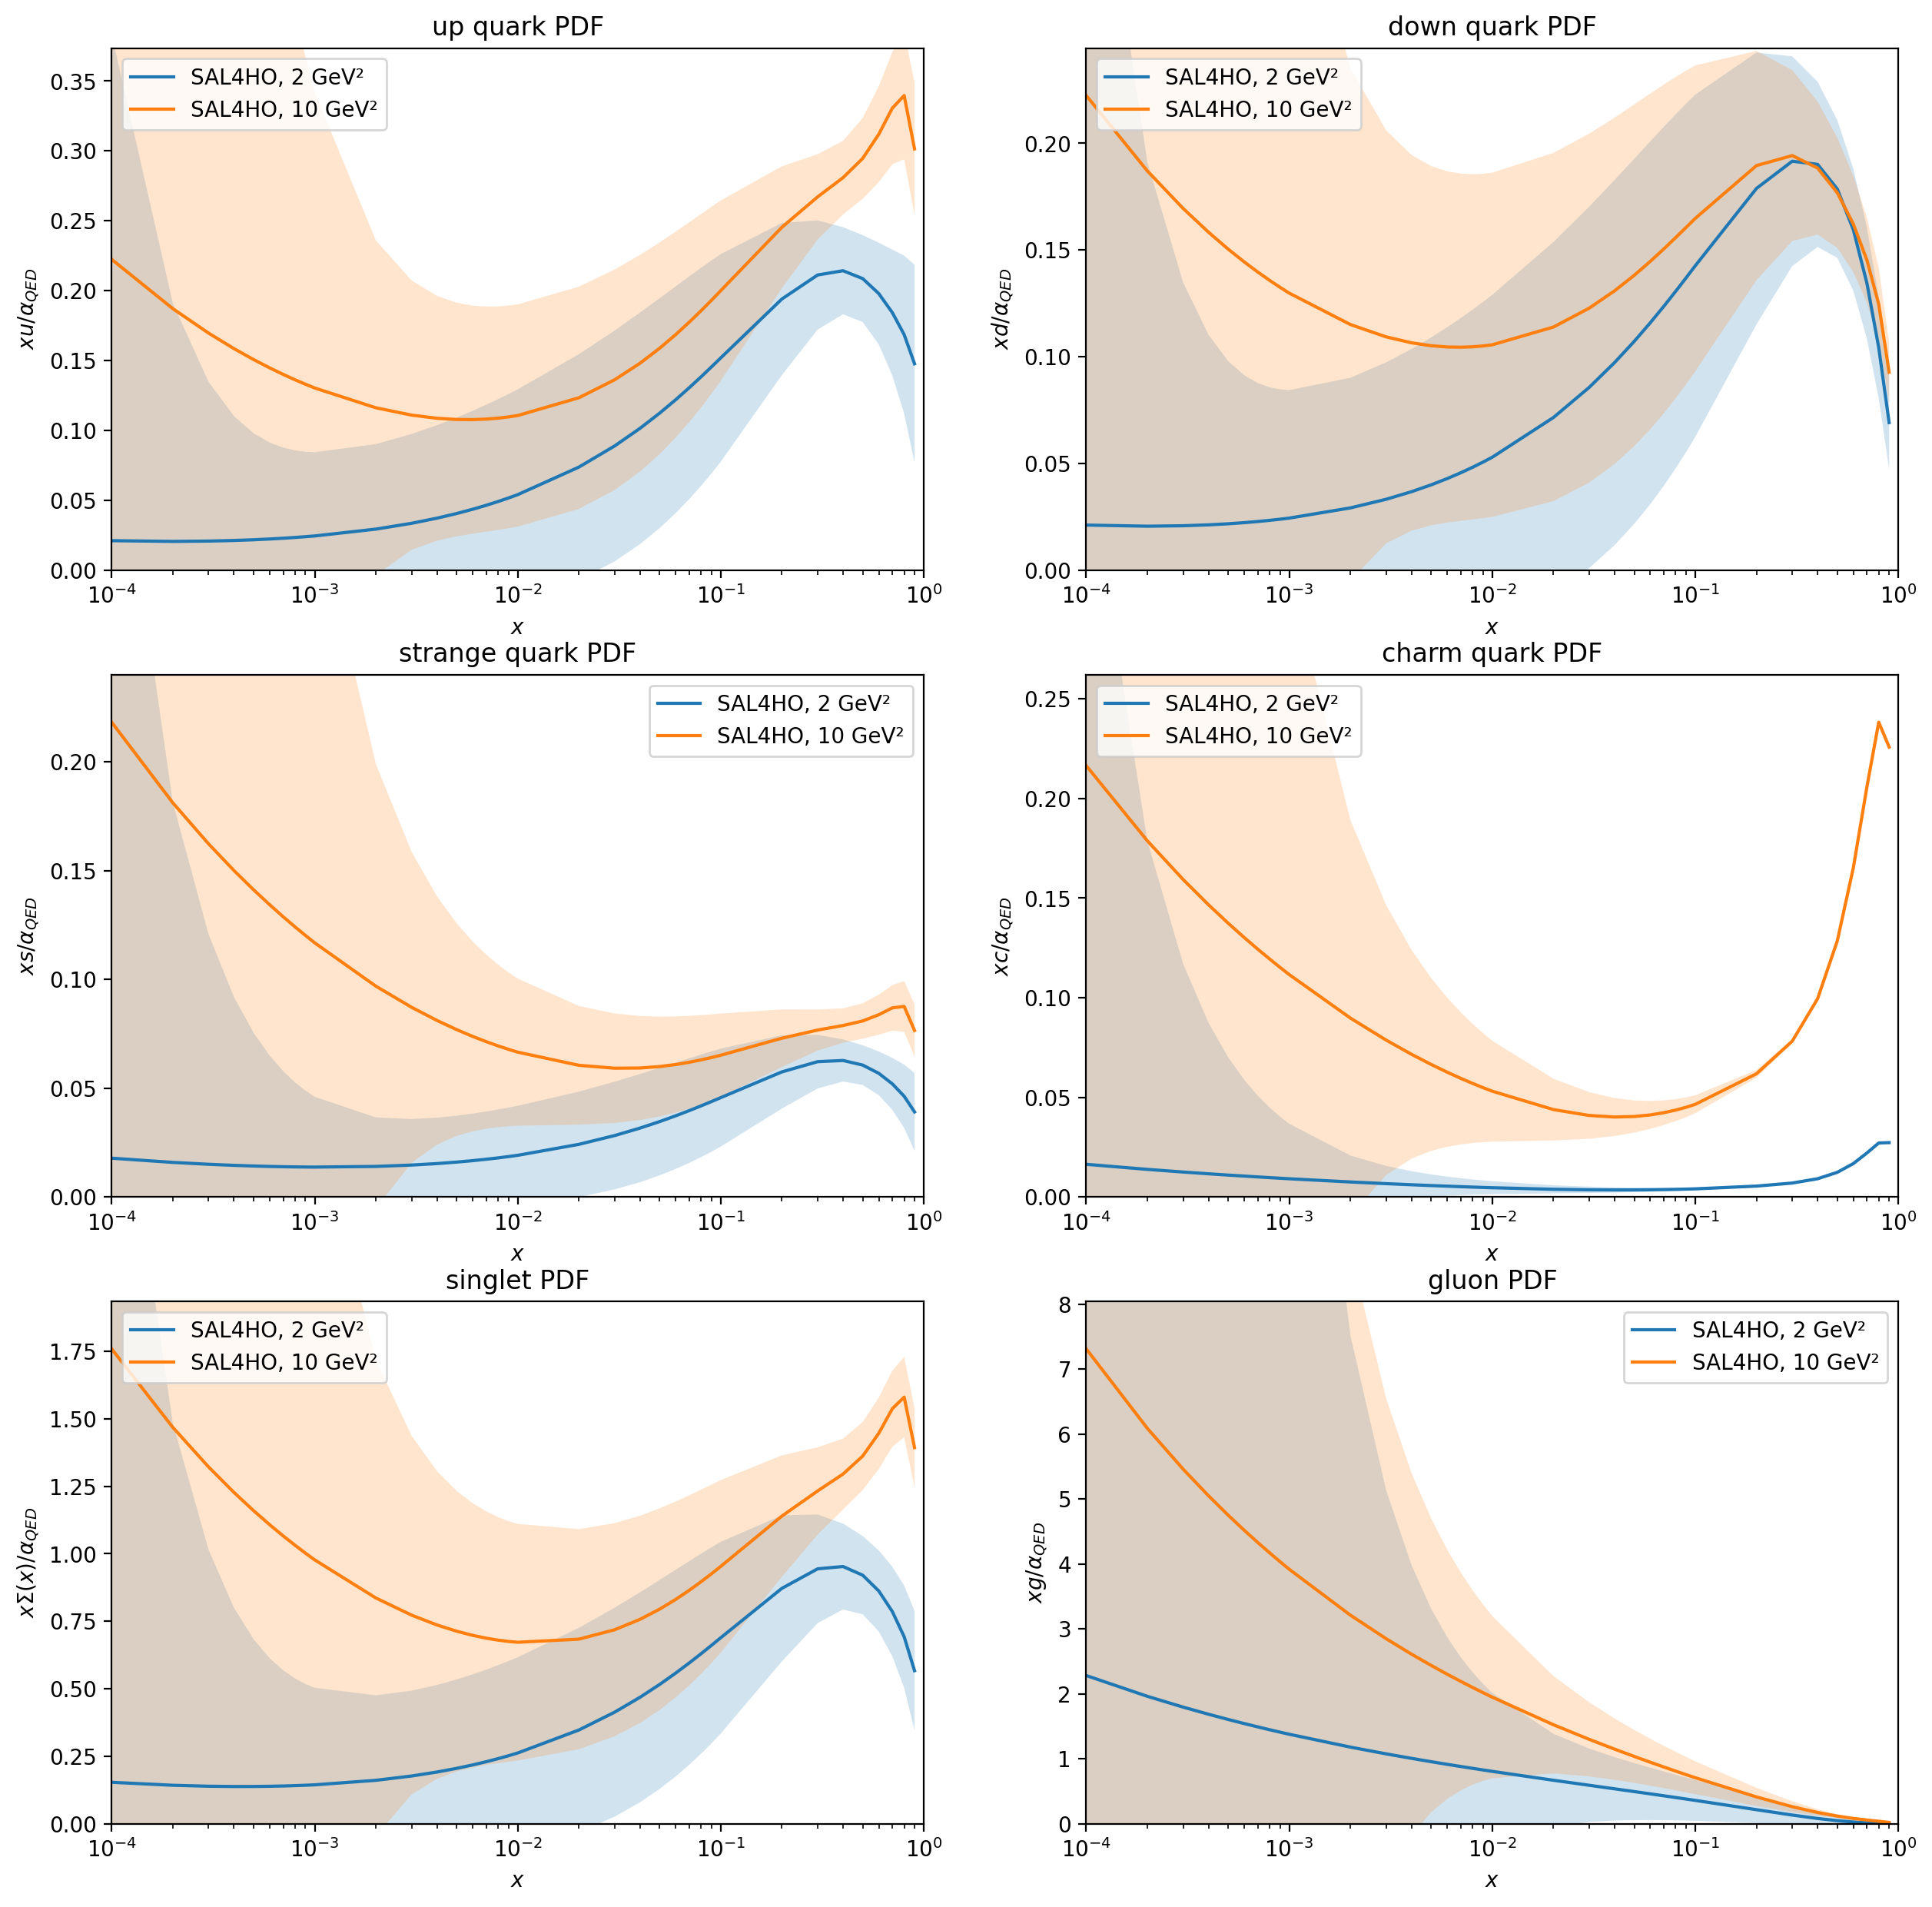 up quark PDF
SAL4HO, 2 GeV²
SAL4HO, 10 GeV²
xu/α_QED
0.35
0.30
0.25
0.20
0.15
0.10
0.05
0.00
10⁻⁴ 10⁻³ 10⁻² 10⁻¹ 10⁰
x
down quark PDF
SAL4HO, 2 GeV²
SAL4HO, 10 GeV²
xd/α_QED
0.20
0.15
0.10
0.05
0.00
10⁻⁴ 10⁻³ 10⁻² 10⁻¹ 10⁰
x
strange quark PDF
SAL4HO, 2 GeV²
SAL4HO, 10 GeV²
xs/α_QED
0.20
0.15
0.10
0.05
0.00
10⁻⁴ 10⁻³ 10⁻² 10⁻¹ 10⁰
x
charm quark PDF
SAL4HO, 2 GeV²
SAL4HO, 10 GeV²
xc/α_QED
0.25
0.20
0.15
0.10
0.05
0.00
10⁻⁴ 10⁻³ 10⁻² 10⁻¹ 10⁰
x
singlet PDF
SAL4HO, 2 GeV²
SAL4HO, 10 GeV²
xΣ(x)/α_QED
1.75
1.50
1.25
1.00
0.75
0.50
0.25
0.00
10⁻⁴ 10⁻³ 10⁻² 10⁻¹ 10⁰
x
gluon PDF
SAL4HO, 2 GeV²
SAL4HO, 10 GeV²
xg/α_QED
8
7
6
5
4
3
2
1
0
10⁻⁴ 10⁻³ 10⁻² 10⁻¹ 10⁰
x